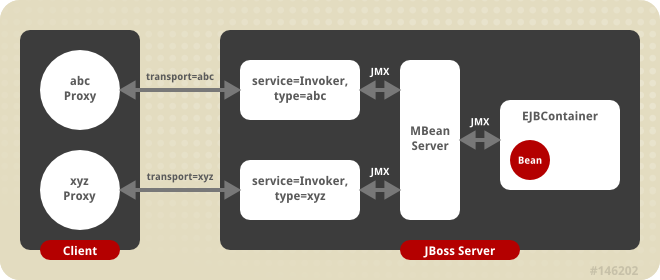 abc
Proxy
transport=abc
service=Invoker,
type=abc
JMX
MBean
Server
JMX
EJBContainer
Bean
xyz
Proxy
transport=xyz
service=Invoker,
type=xyz
JMX
Client
JBoss Server
#146202